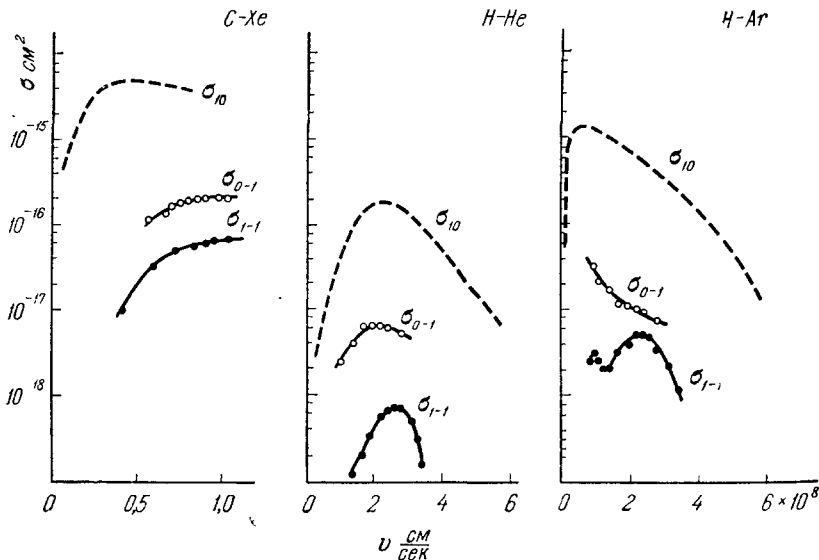 C-Xe
H-He
H-Ar
σ см²
10⁻¹⁵
10⁻¹⁶
10⁻¹⁷
10⁻¹⁸
σ₁₀
σ₀₋₁
σ₁₋₁
σ₁₀
σ₀₋₁
σ₁₋₁
σ₁₀
σ₀₋₁
σ₁₋₁
0 0,5 1,0
0 2 4 6
0 2 4 6×10⁸
υ см/сек